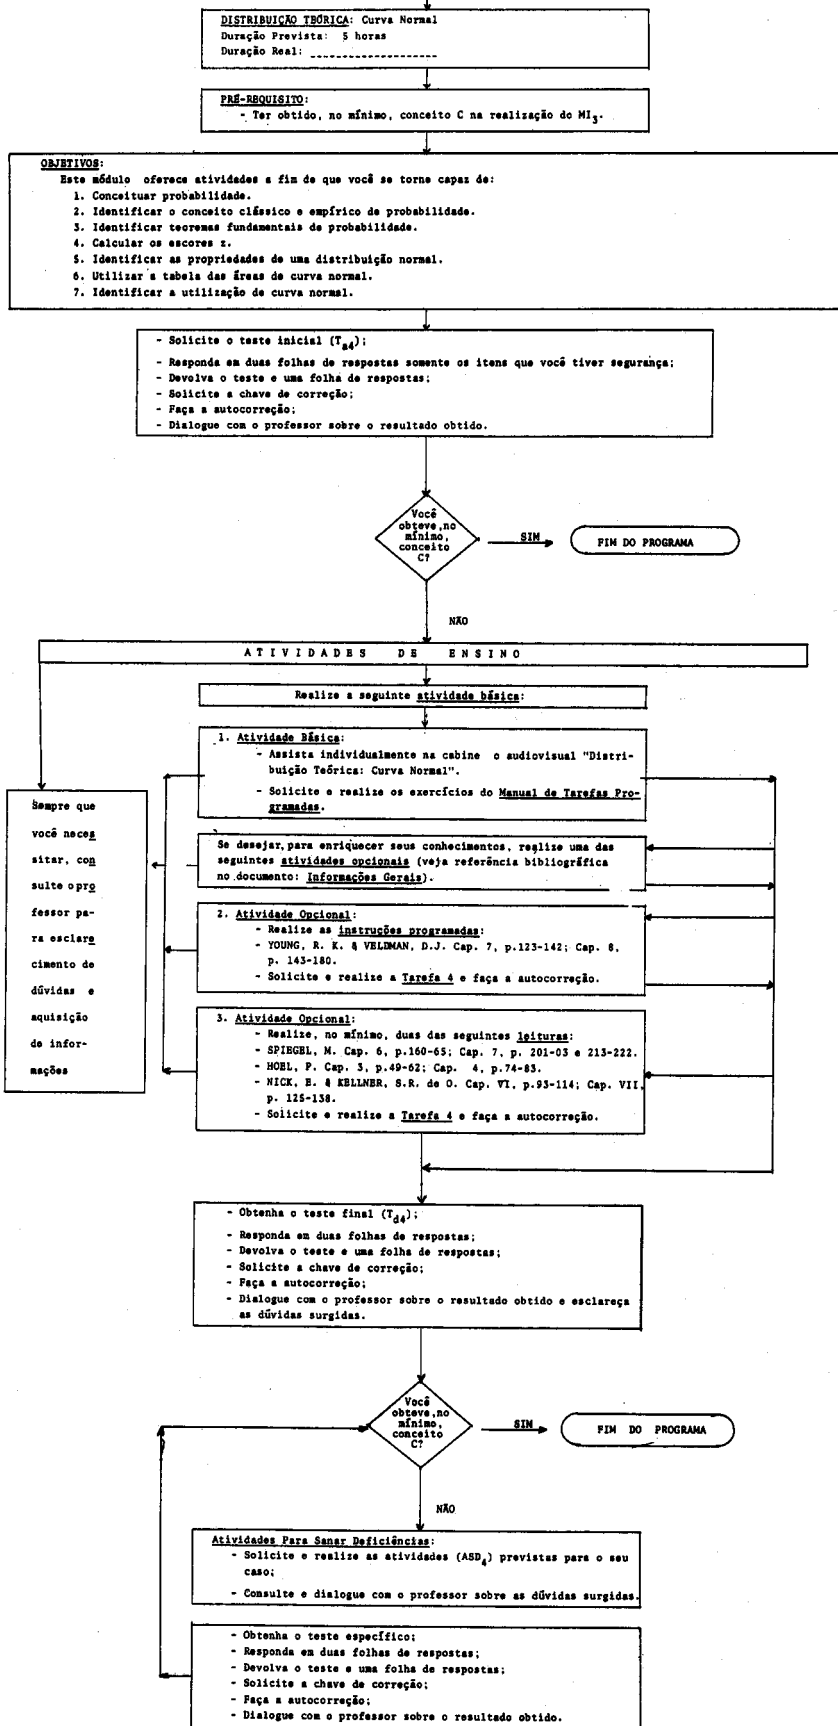 DISTRIBUIÇÃO TEÓRICA: Curva Normal
Duração Prevista: 5 horas
Duração Real: ____________________
PRÉ-REQUISITO:
- Ter obtido, no mínimo, conceito C na realização do MI3.
OBJETIVOS:
Este módulo oferece atividades a fim de que você se torne capaz de:
1. Conceituar probabilidade.
2. Identificar o conceito clássico e empírico de probabilidade.
3. Identificar teoremas fundamentais de probabilidade.
4. Calcular os escores z.
5. Identificar as propriedades de uma distribuição normal.
6. Utilizar a tabela das áreas de curva normal.
7. Identificar a utilização de curva normal.
- Solicite o teste inicial (Ta4);
- Responda em duas folhas de respostas somente os itens que você tiver segurança;
- Devolva o teste e uma folha de respostas;
- Solicite a chave de correção;
- Faça a autocorreção;
- Dialogue com o professor sobre o resultado obtido.
Você
obteve,no
mínimo,
conceito
C?
SIM
FIM DO PROGRAMA
NÃO
ATIVIDADES DE ENSINO
Realize a seguinte atividade básica:
1. Atividade Básica:
- Assista individualmente na cabine o audiovisual "Distri-
buição Teórica: Curva Normal".
- Solicite e realize os exercícios do Manual de Tarefas Pro-
gramadas.
Sempre que
você neces
sitar, con
sulte o pro
fessor pa-
ra esclare
cimento de
dúvidas e
aquisição
de infor-
mações
Se desejar, para enriquecer seus conhecimentos, realize uma das
seguintes atividades opcionais (veja referência bibliográfica
no documento: Informações Gerais).
2. Atividade Opcional:
- Realize as instruções programadas:
- YOUNG, R. K. & VELDMAN, D.J. Cap. 7, p.123-142; Cap. 8,
p. 143-180.
- Solicite e realize a Tarefa 4 e faça a autocorreção.
3. Atividade Opcional:
- Realize, no mínimo, duas das seguintes leituras:
- SPIEGEL, M. Cap. 6, p.160-65; Cap. 7, p. 201-03 e 213-222.
- HOEL, P. Cap. 3, p.49-62; Cap. 4, p.74-83.
- NICK, E. & KELLNER, S.R. de O. Cap. VI, p.93-114; Cap. VII,
p. 125-138.
- Solicite e realize a Tarefa 4 e faça a autocorreção.
- Obtenha o teste final (Td4);
- Responda em duas folhas de respostas;
- Devolva o teste e uma folha de respostas;
- Solicite a chave de correção;
- Faça a autocorreção;
- Dialogue com o professor sobre o resultado obtido e esclareça
as dúvidas surgidas.
Você
obteve,no
mínimo,
conceito
C?
SIM
FIM DO PROGRAMA
NÃO
Atividades Para Sanar Deficiências:
- Solicite e realize as atividades (ASD4) previstas para o seu
caso;
- Consulte e dialogue com o professor sobre as dúvidas surgidas.
- Obtenha o teste específico;
- Responda em duas folhas de respostas;
- Devolva o teste e uma folha de respostas;
- Solicite a chave de correção;
- Faça a autocorreção;
- Dialogue com o professor sobre o resultado obtido.